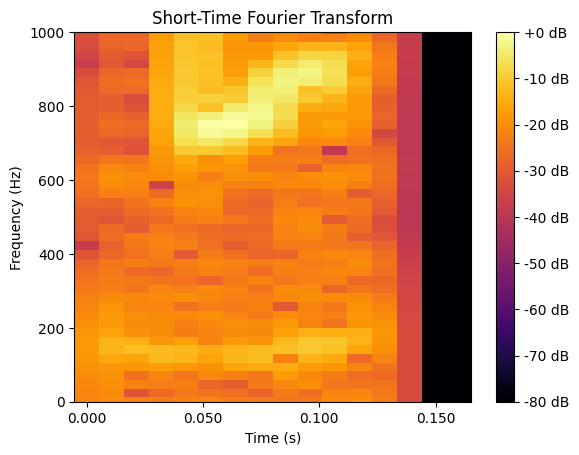 Short-Time Fourier Transform
1000
800
600
400
200
0
Frequency (Hz)
0.000
0.050
0.100
0.150
Time (s)
+0 dB
-10 dB
-20 dB
-30 dB
-40 dB
-50 dB
-60 dB
-70 dB
-80 dB